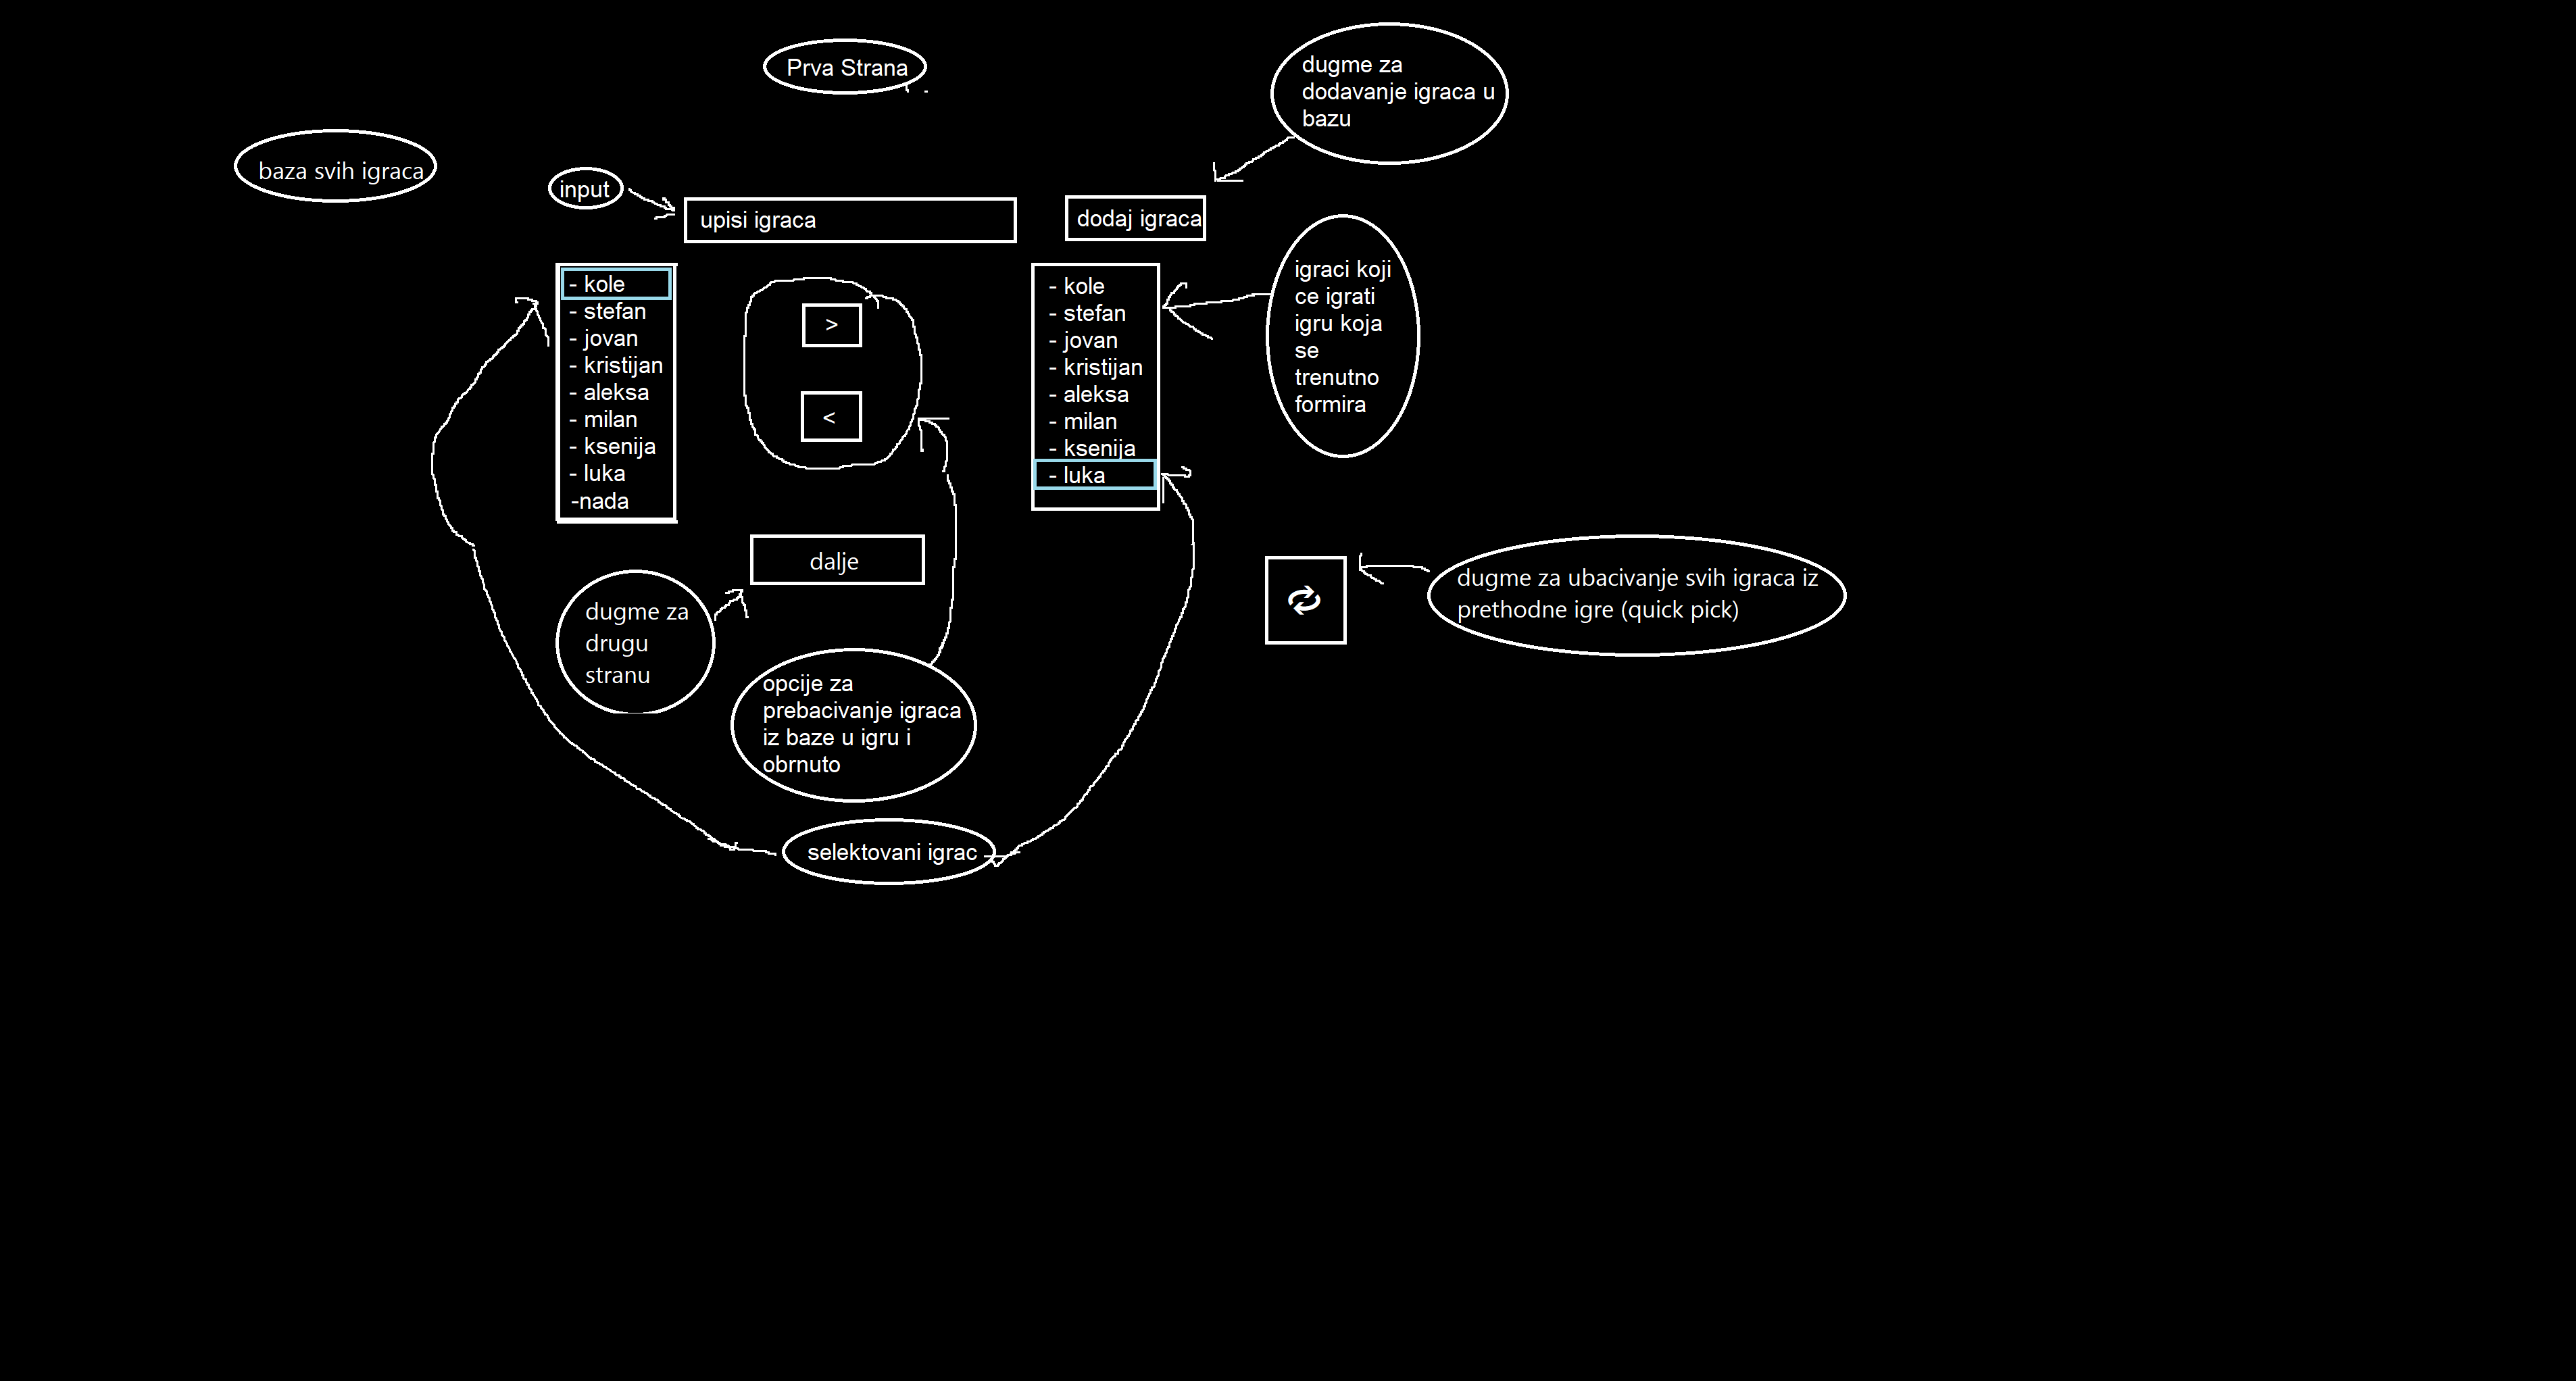 Prva Strana
dugme za
dodavanje igraca u
bazu
baza svih igraca
input
upisi igraca
dodaj igraca
- kole
- stefan
- jovan
- kristijan
- aleksa
- milan
- ksenija
- luka
-nada
>
<
- kole
- stefan
- jovan
- kristijan
- aleksa
- milan
- ksenija
- luka
igraci koji
ce igrati
igru koja
se
trenutno
formira
dalje
dugme za
drugu
stranu
dugme za ubacivanje svih igraca iz
prethodne igre (quick pick)
opcije za
prebacivanje igraca
iz baze u igru i
obrnuto
selektovani igrac